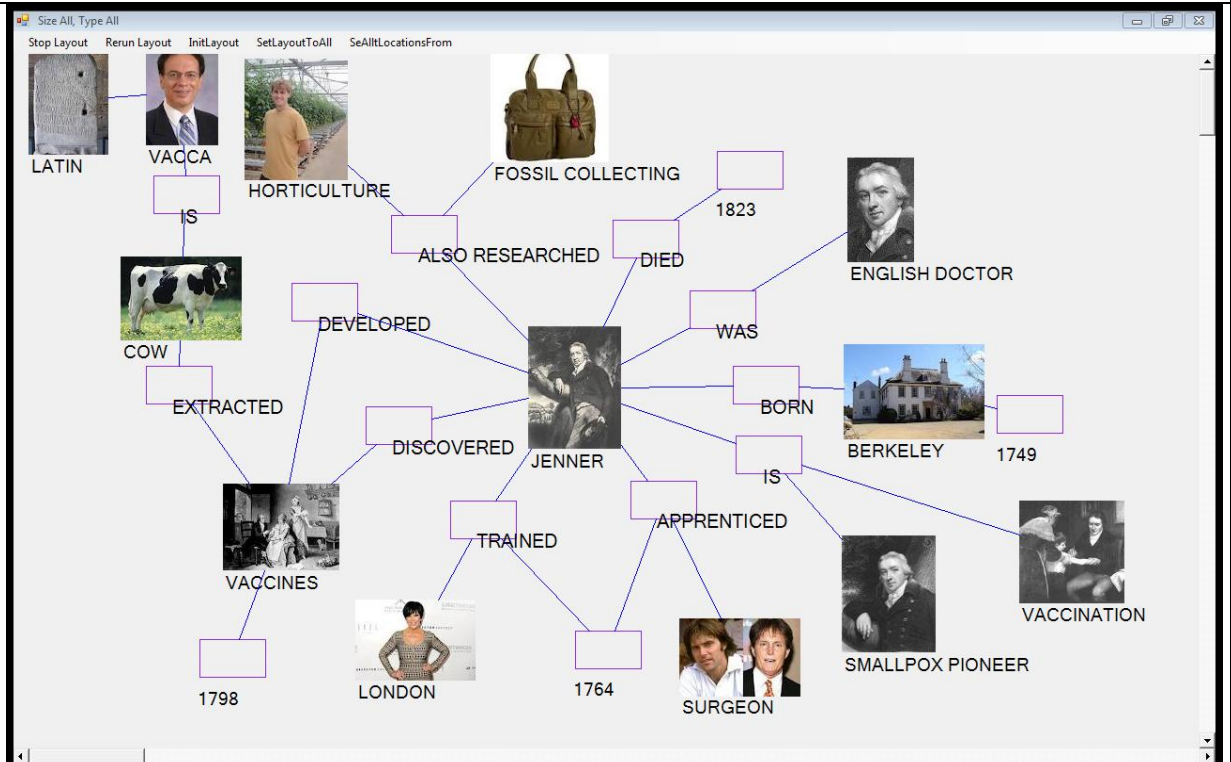 Size All, Type All
Stop Layout Rerun Layout InitLayout SetLayoutToAll SeAlltLocationsFrom
LATIN
VACCA
HORTICULTURE
FOSSIL COLLECTING
1823
IS
ALSO RESEARCHED
DIED
ENGLISH DOCTOR
DEVELOPED
WAS
COW
EXTRACTED
BORN
DISCOVERED
JENNER
BERKELEY
1749
IS
TRAINED
APPRENTICED
VACCINES
VACCINATION
SMALLPOX PIONEER
1798
LONDON
1764
SURGEON